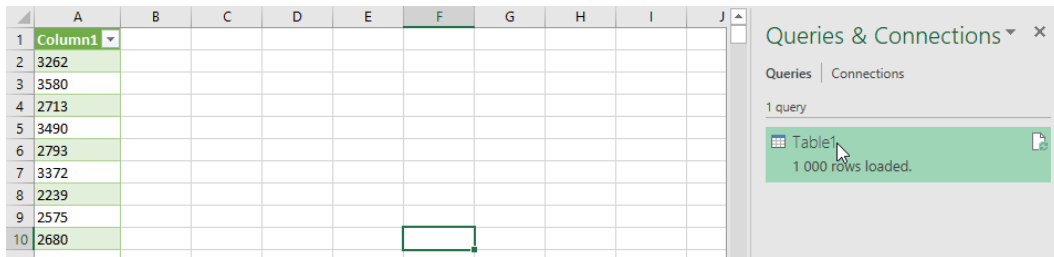 A B C D E F G H I J
1 Column1
2 3262
3 3580
4 2713
5 3490
6 2793
7 3372
8 2239
9 2575
10 2680
Queries & Connections
Queries Connections
1 query
Table1
1 000 rows loaded.